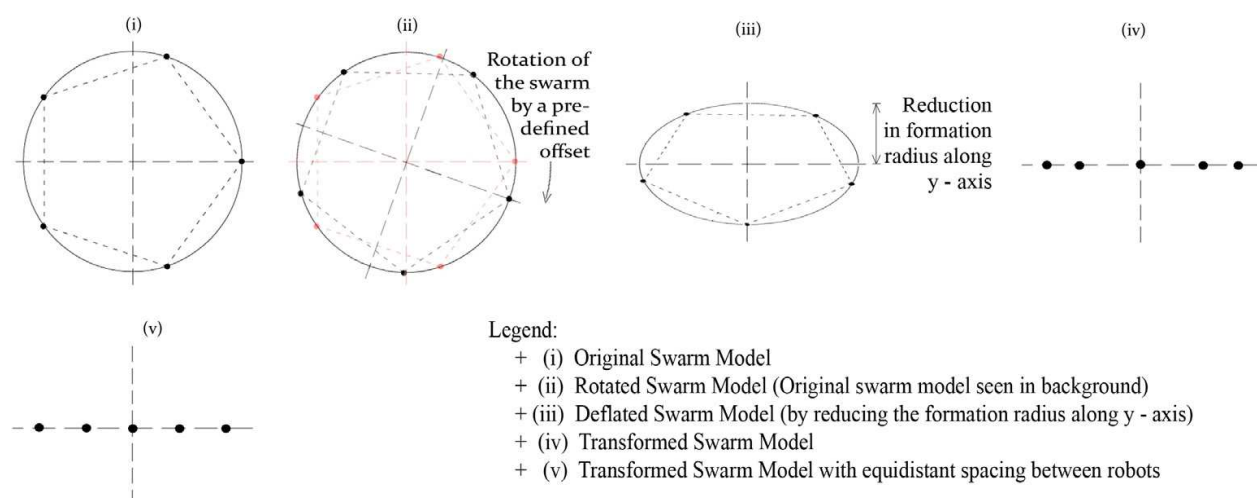 (i)
(ii)
(iii)
(iv)
Rotation of
the swarm
by a pre-
defined
offset
Reduction
in formation
radius along
y - axis
(v)
Legend:
+ (i) Original Swarm Model
+ (ii) Rotated Swarm Model (Original swarm model seen in background)
+ (iii) Deflated Swarm Model (by reducing the formation radius along y - axis)
+ (iv) Transformed Swarm Model
+ (v) Transformed Swarm Model with equidistant spacing between robots